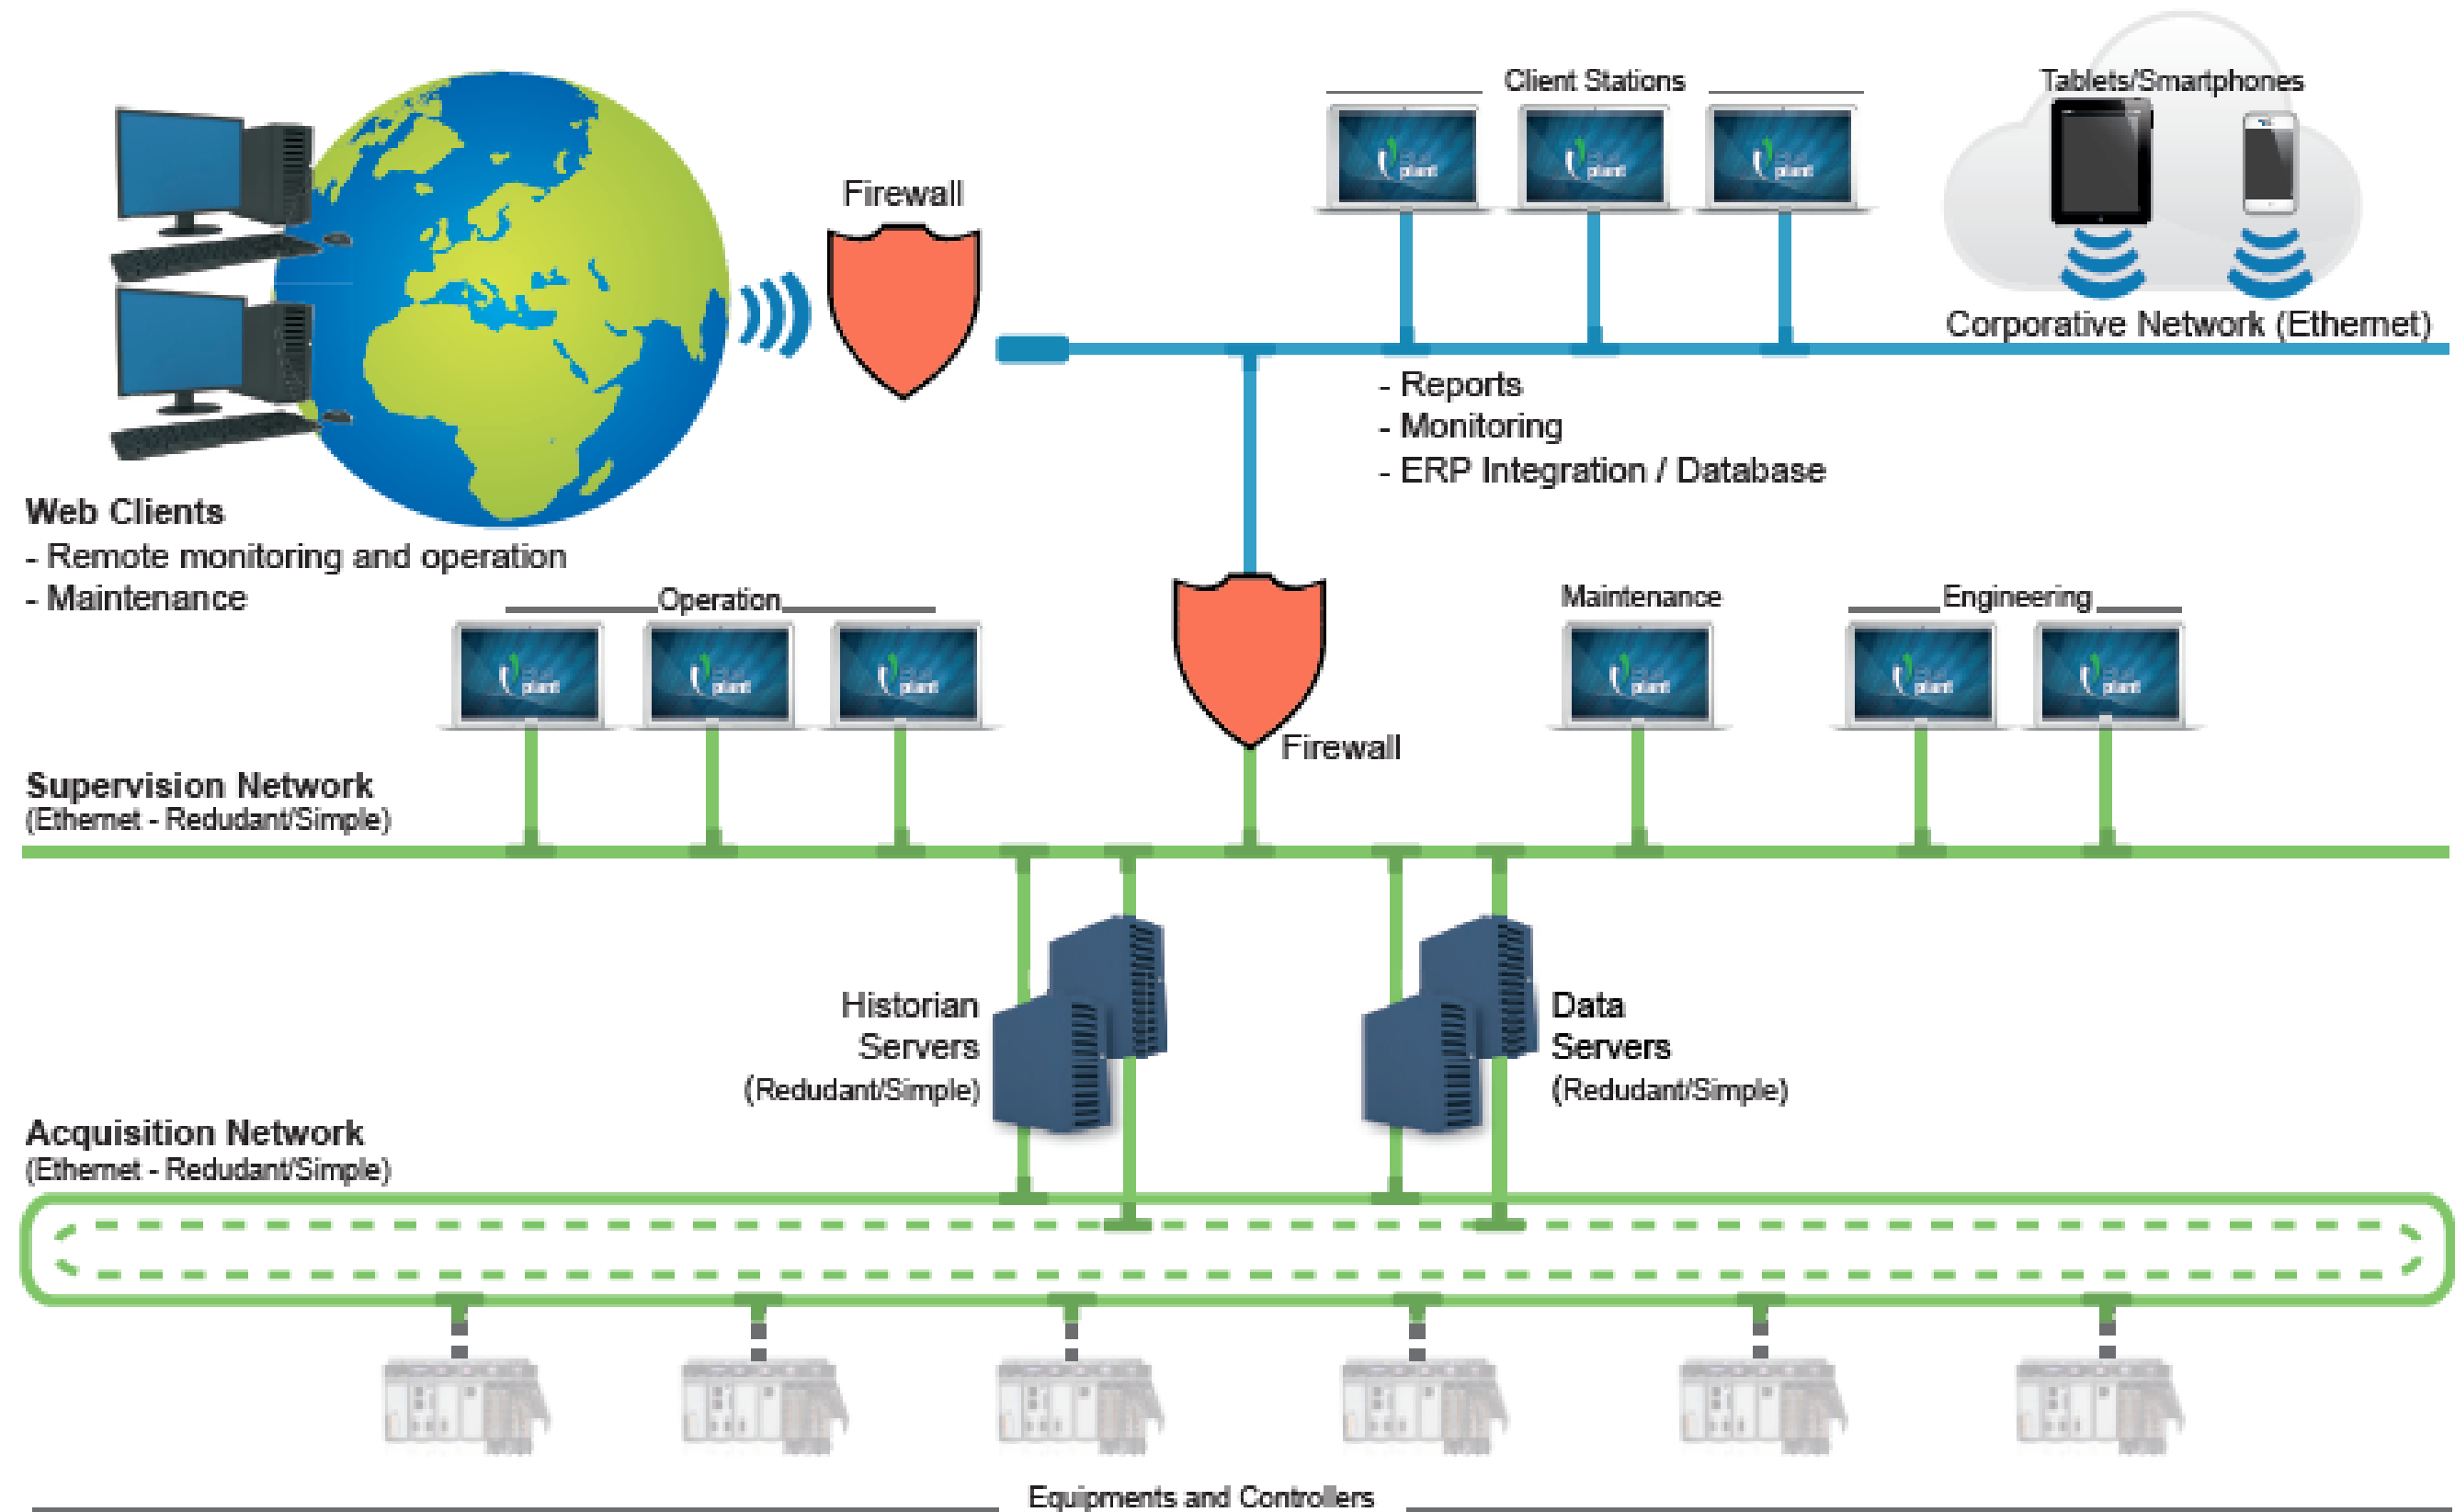 Client Stations
Tablets/Smartphones
Firewall
Corporative Network (Ethernet)
- Reports
- Monitoring
- ERP Integration / Database
Web Clients
- Remote monitoring and operation
- Maintenance
Operation
Maintenance
Engineering
Firewall
Supervision Network
(Ethernet - Redudant/Simple)
Historian
Servers
(Redudant/Simple)
Data
Servers
(Redudant/Simple)
Acquisition Network
(Ethernet - Redudant/Simple)
Equipments and Controllers